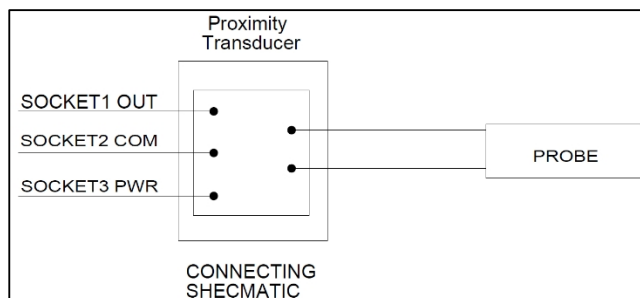 Proximity
Transducer
SOCKET1 OUT
SOCKET2 COM
SOCKET3 PWR
PROBE
CONNECTING
SHECMATIC